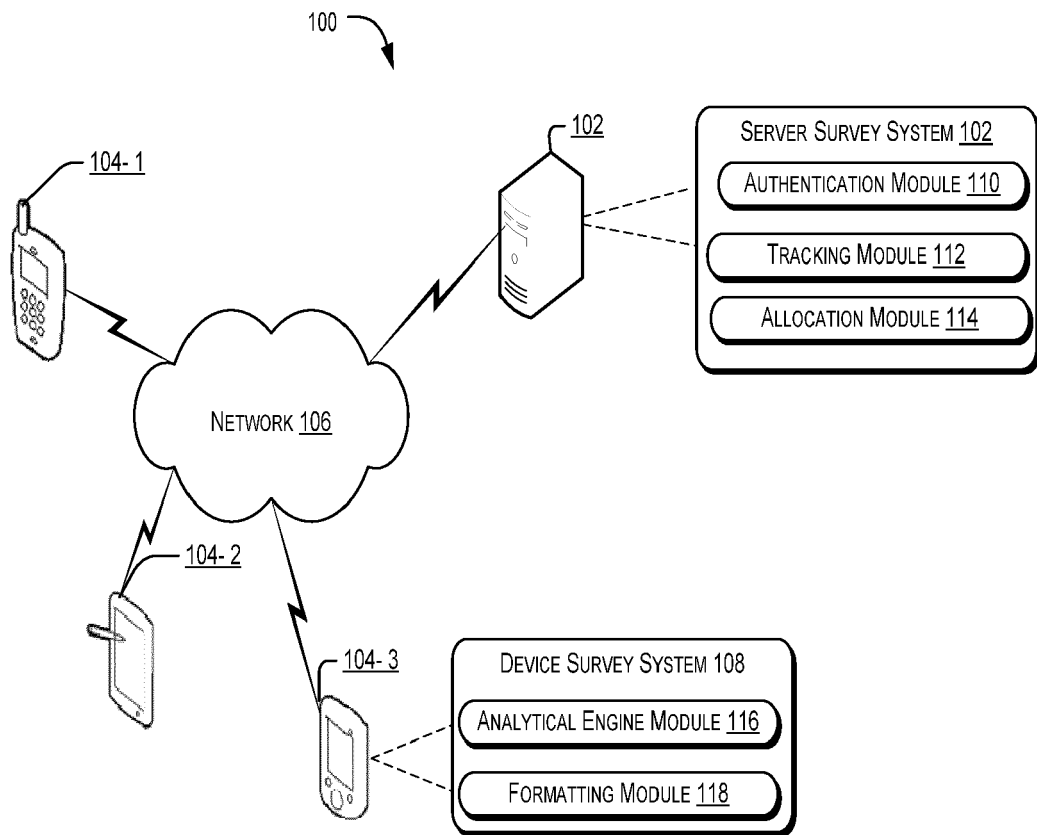 100
102
SERVER SURVEY SYSTEM 102
AUTHENTICATION MODULE 110
TRACKING MODULE 112
ALLOCATION MODULE 114
104- 1
NETWORK 106
104- 2
104- 3
DEVICE SURVEY SYSTEM 108
ANALYTICAL ENGINE MODULE 116
FORMATTING MODULE 118